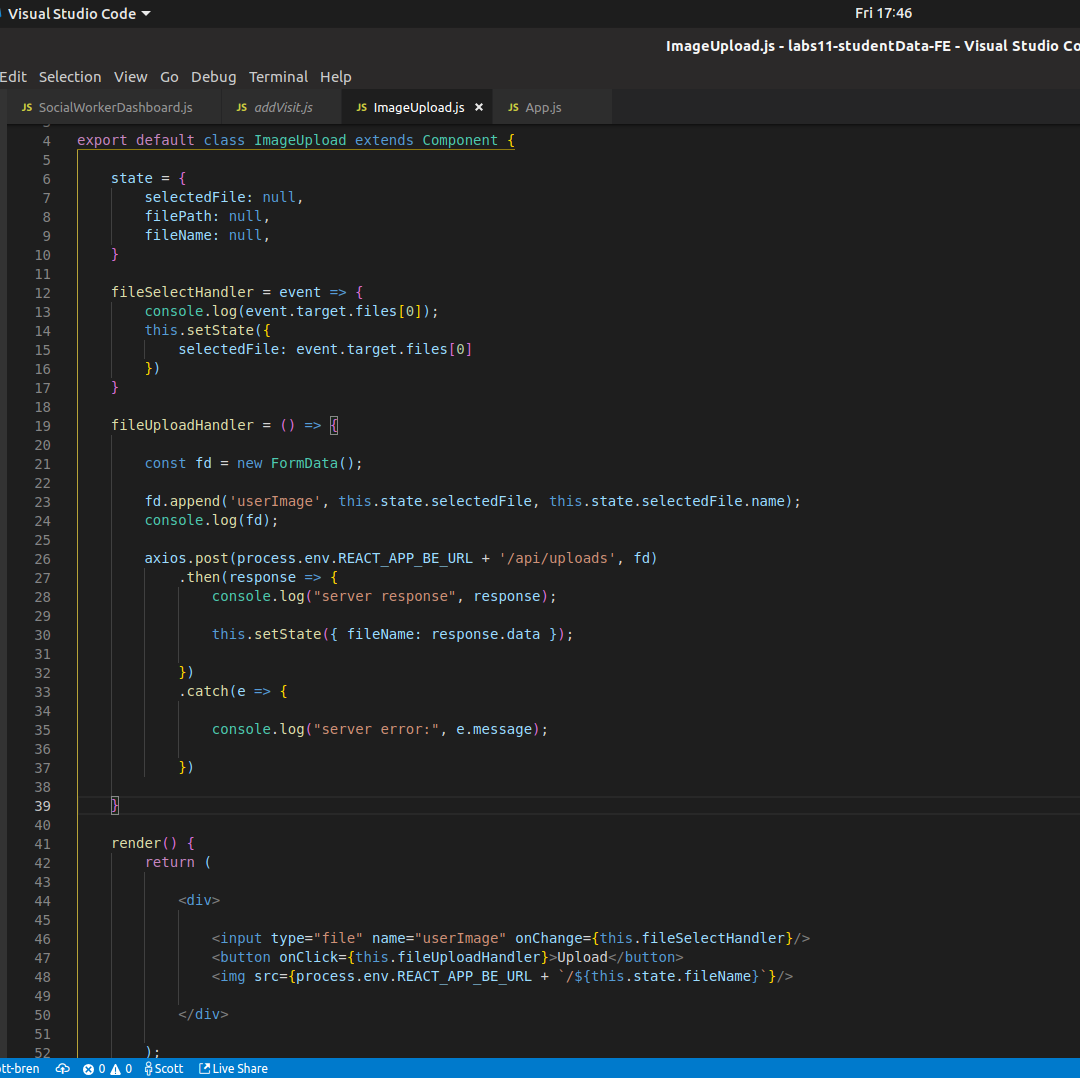 Visual Studio Code
Fri 17:46
ImageUpload.js - labs11-studentData-FE - Visual Studio Co
Edit Selection View Go Debug Terminal Help
JS SocialWorkerDashboard.js JS addVisit.js JS ImageUpload.js × JS App.js
4 export default class ImageUpload extends Component {
5
6 state = {
7 selectedFile: null,
8 filePath: null,
9 fileName: null,
10 }
11
12 fileSelectHandler = event => {
13 console.log(event.target.files[0]);
14 this.setState({
15 selectedFile: event.target.files[0]
16 })
17 }
18
19 fileUploadHandler = () => {
20
21 const fd = new FormData();
22
23 fd.append('userImage', this.state.selectedFile, this.state.selectedFile.name);
24 console.log(fd);
25
26 axios.post(process.env.REACT_APP_BE_URL + '/api/uploads', fd)
27 .then(response => {
28 console.log("server response", response);
29
30 this.setState({ fileName: response.data });
31
32 })
33 .catch(e => {
34
35 console.log("server error:", e.message);
36
37 })
38
39 }
40
41 render() {
42 return (
43
44 <div>
45
46 <input type="file" name="userImage" onChange={this.fileSelectHandler}/>
47 <button onClick={this.fileUploadHandler}>Upload</button>
48 <img src={process.env.REACT_APP_BE_URL + `/${this.state.fileName}`}/>
49
50 </div>
51
52 );
tt-bren 0 0 Scott Live Share